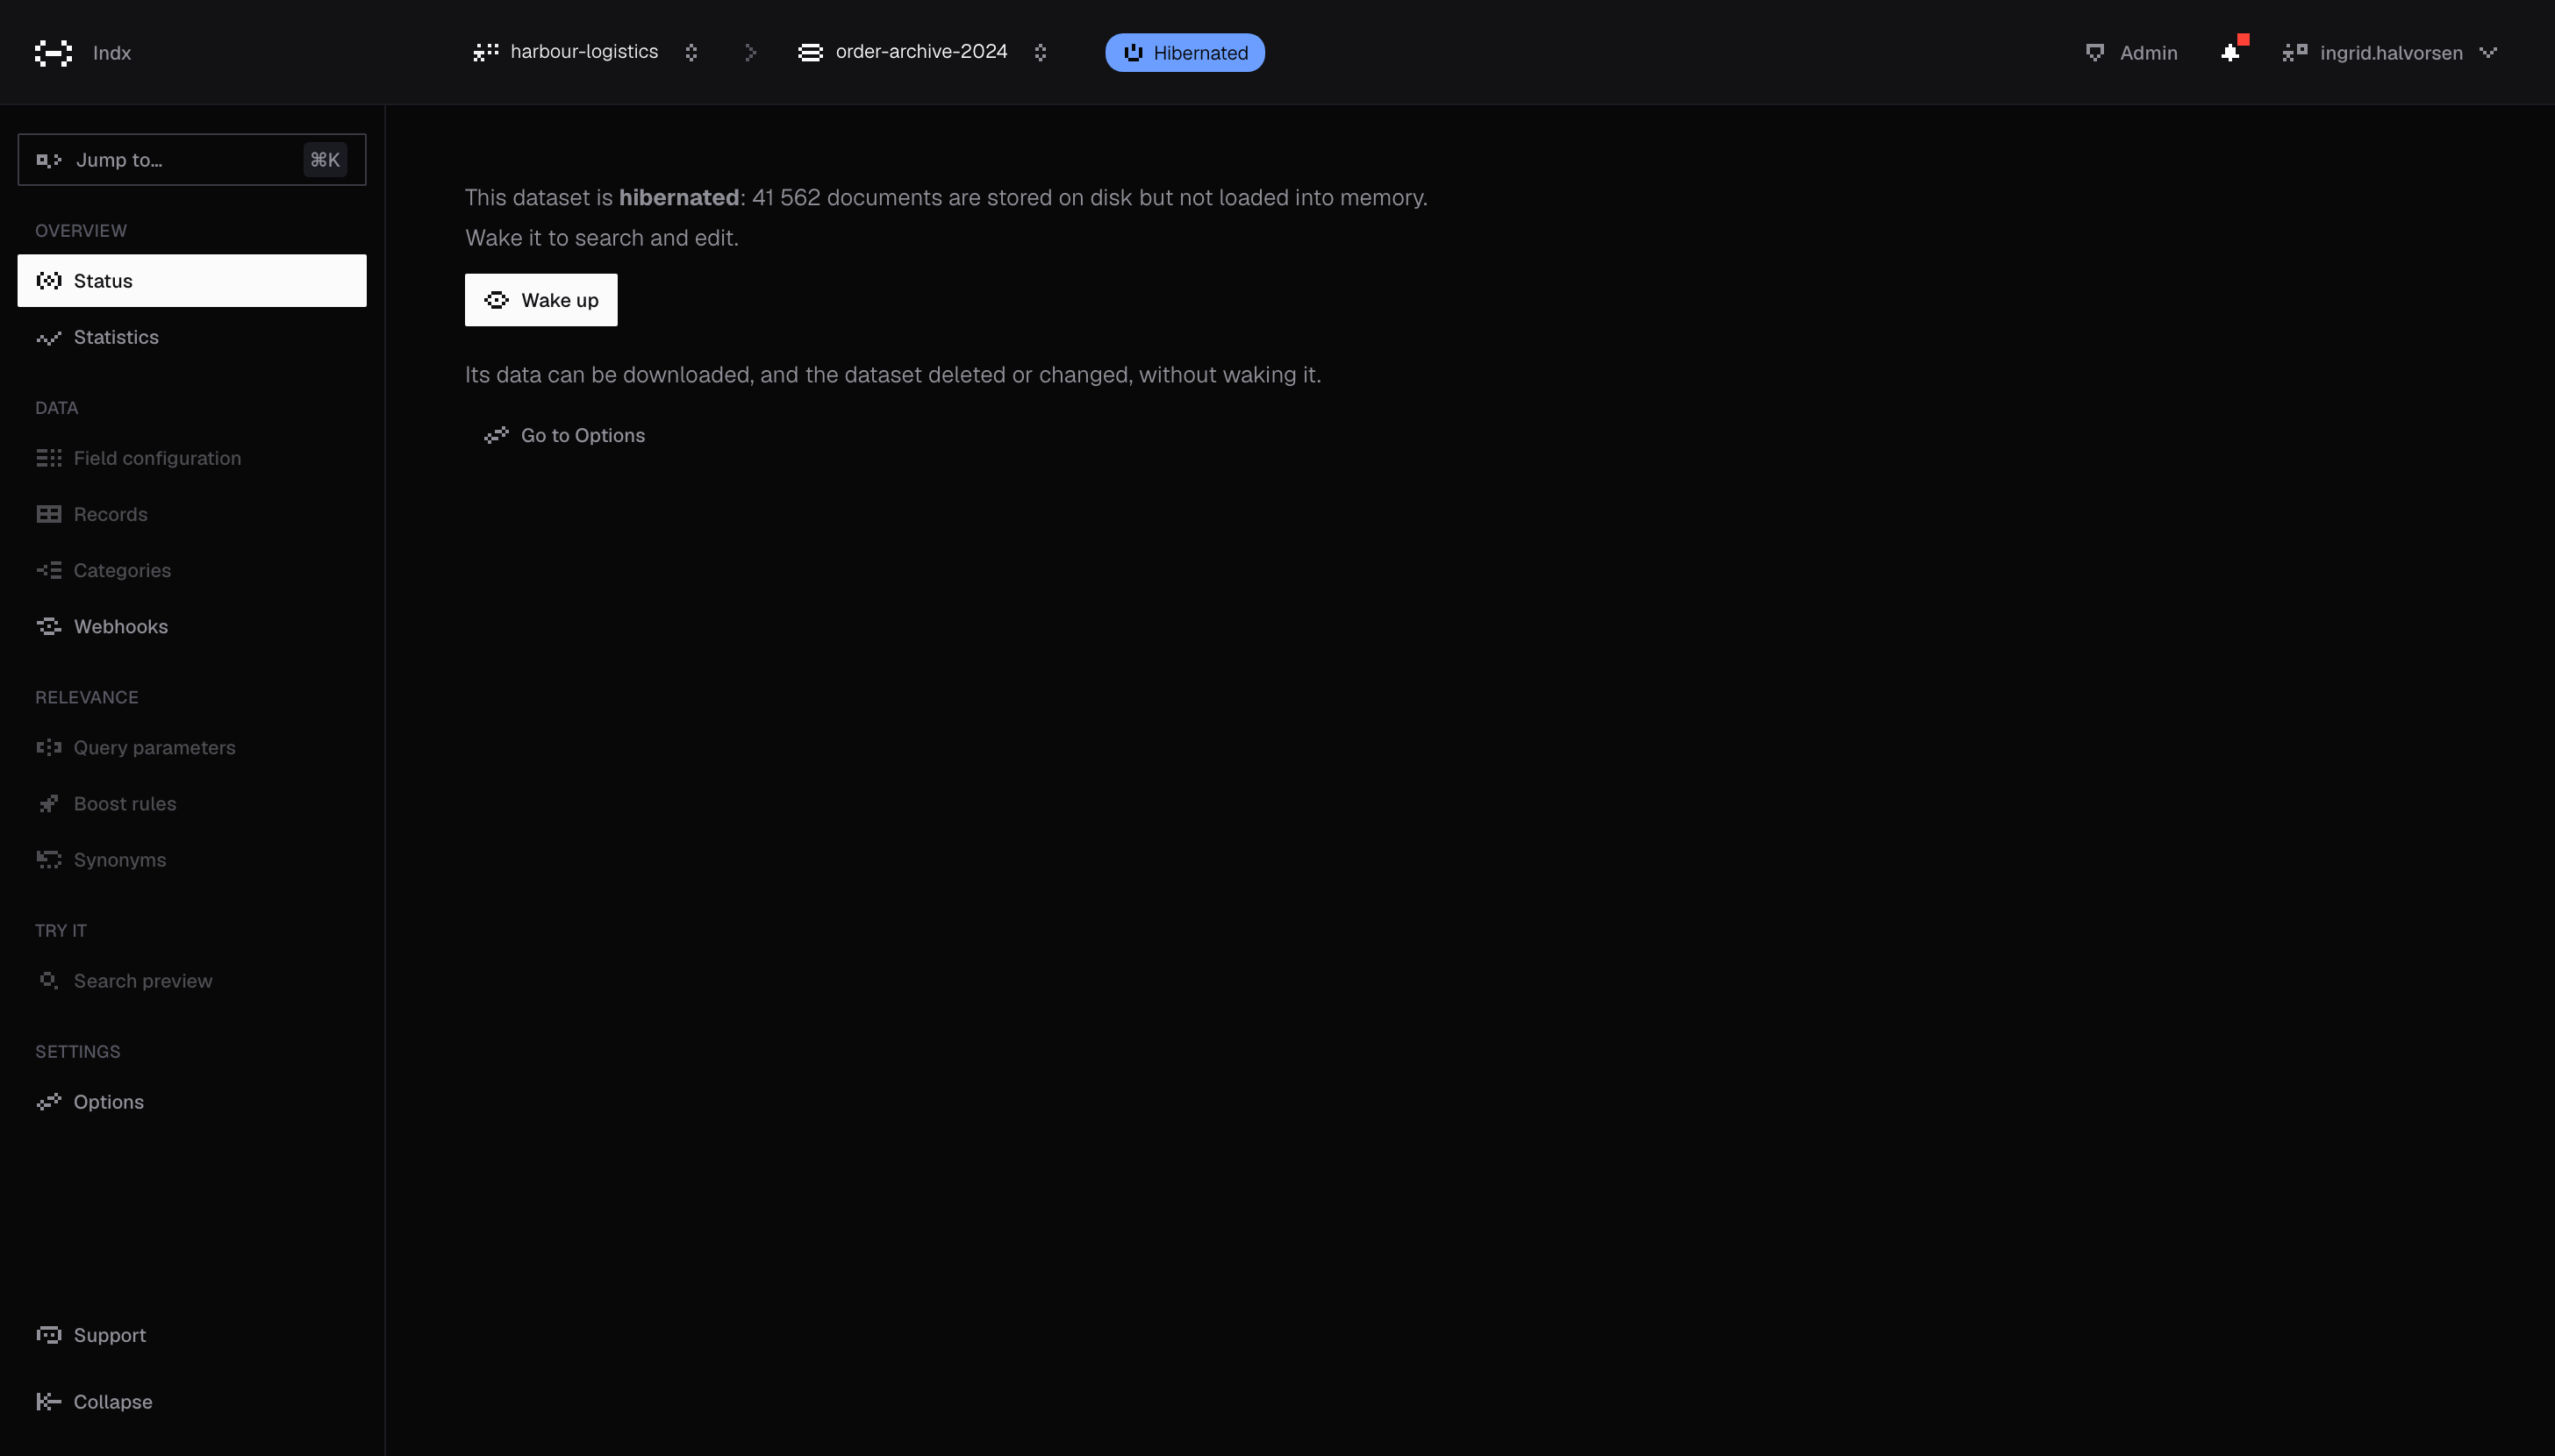 Indx
harbour-logistics
order-archive-2024
Hibernated
Admin
ingrid.halvorsen
Jump to...
⌘K
OVERVIEW
Status
Statistics
DATA
Field configuration
Records
Categories
Webhooks
RELEVANCE
Query parameters
Boost rules
Synonyms
TRY IT
Search preview
SETTINGS
Options
Support
Collapse
This dataset is hibernated: 41 562 documents are stored on disk but not loaded into memory.
Wake it to search and edit.
Wake up
Its data can be downloaded, and the dataset deleted or changed, without waking it.
Go to Options